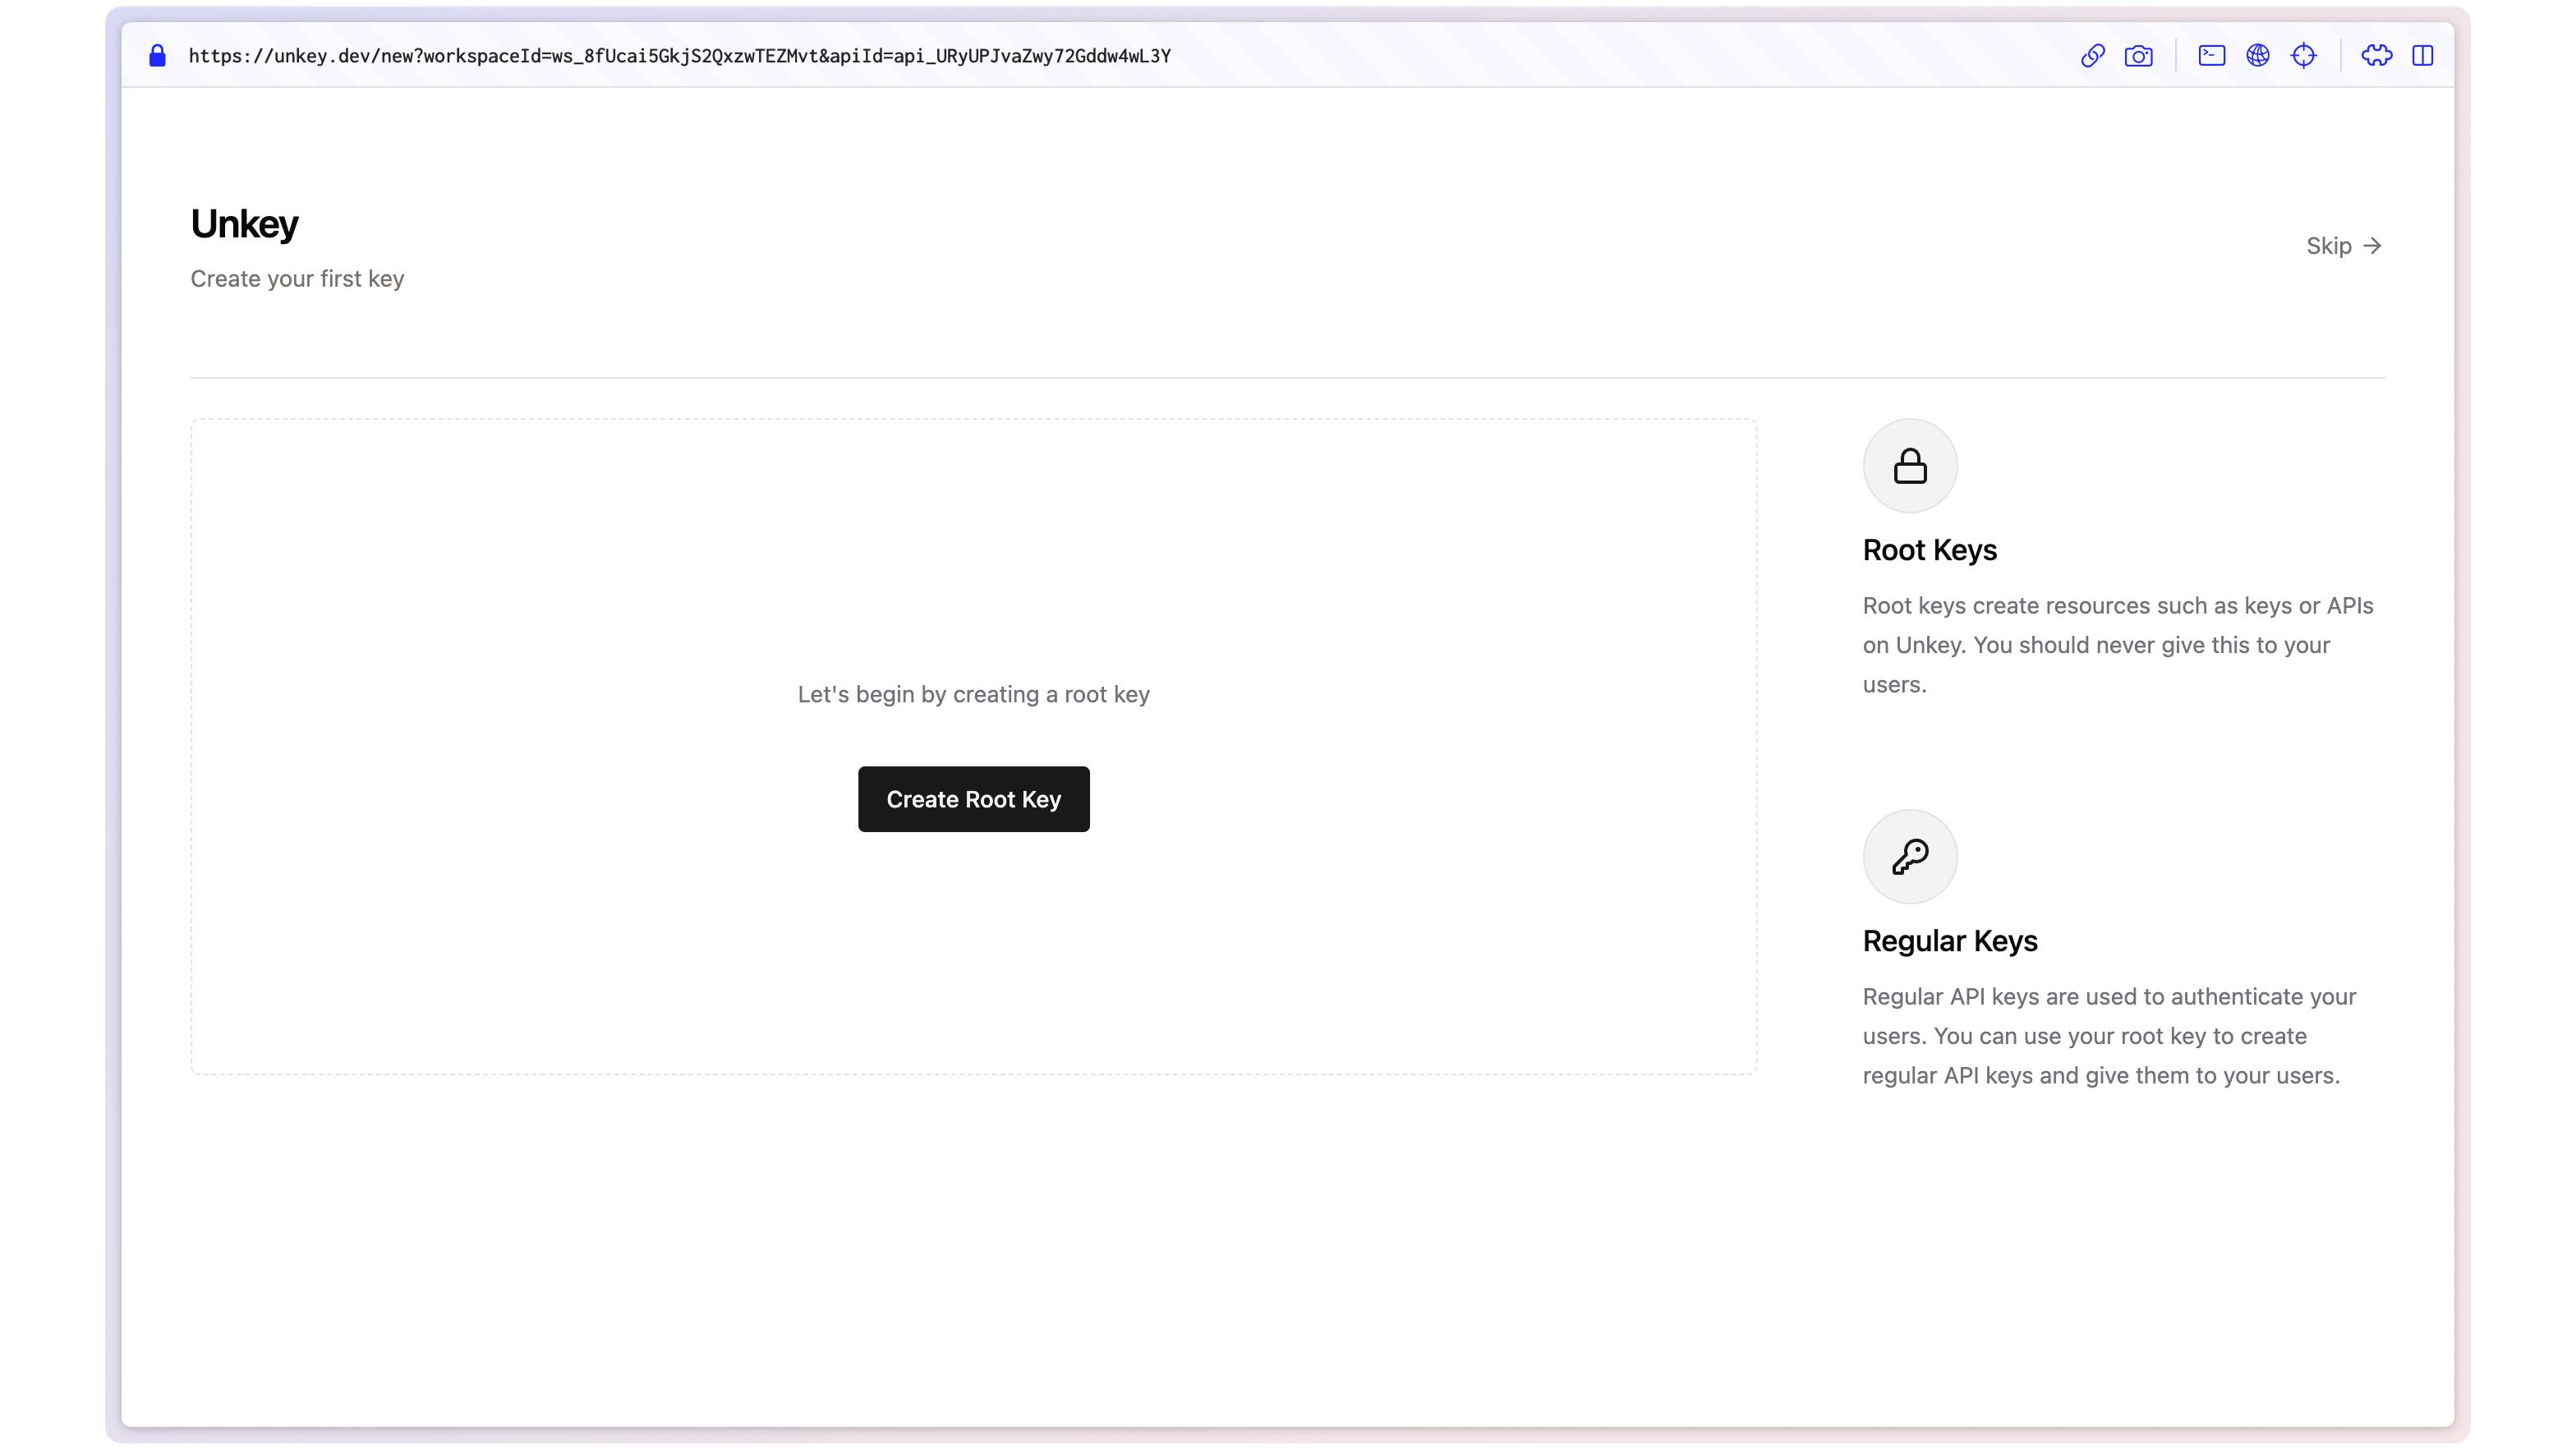 https://unkey.dev/new?workspaceId=ws_8fUcai5GkjS2QxzwTEZMvt&apiId=api_URyUPJvaZwy72Gddw4wL3Y
Unkey
Create your first key
Skip →
Let's begin by creating a root key
Create Root Key
Root Keys
Root keys create resources such as keys or APIs
on Unkey. You should never give this to your
users.
Regular Keys
Regular API keys are used to authenticate your
users. You can use your root key to create
regular API keys and give them to your users.